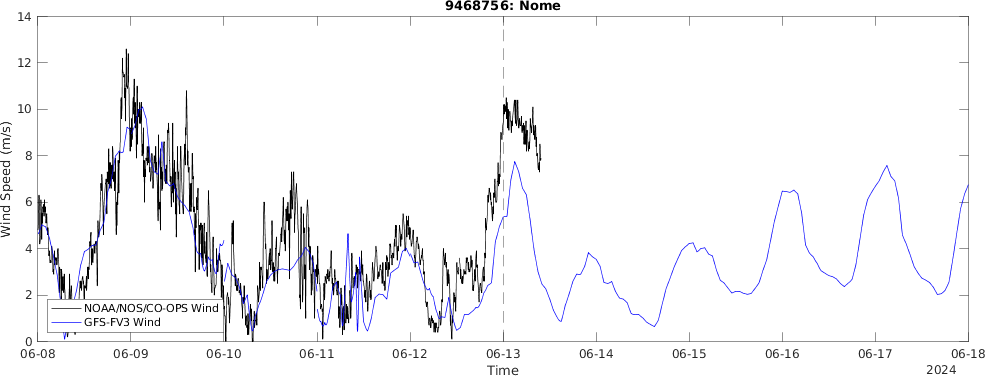 9468756: Nome
14
12
10
8
6
4
2
0
Wind Speed (m/s)
NOAA/NOS/CO-OPS Wind
GFS-FV3 Wind
06-08 06-09 06-10 06-11 06-12 06-13 06-14 06-15 06-16 06-17 06-18
Time
2024